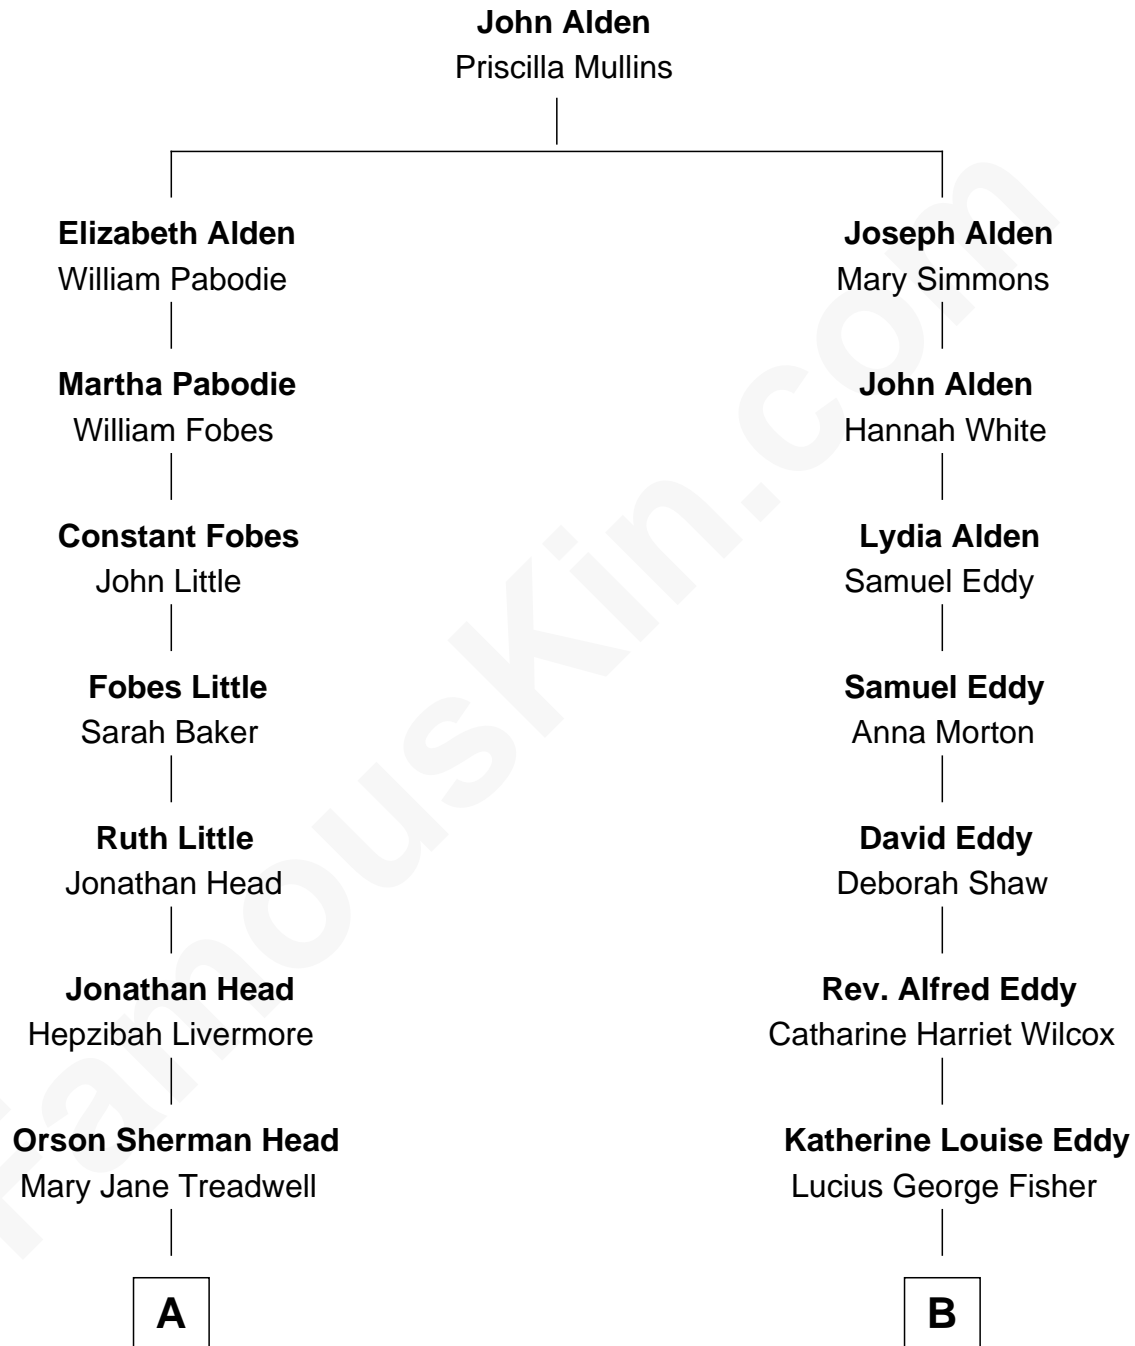 John Alden
Priscilla Mullins
Elizabeth Alden
William Pabodie
Martha Pabodie
William Fobes
Constant Fobes
John Little
Fobes Little
Sarah Baker
Ruth Little
Jonathan Head
Jonathan Head
Hepzibah Livermore
Orson Sherman Head
Mary Jane Treadwell
A
Joseph Alden
Mary Simmons
John Alden
Hannah White
Lydia Alden
Samuel Eddy
Samuel Eddy
Anna Morton
David Eddy
Deborah Shaw
Rev. Alfred Eddy
Catharine Harriet Wilcox
Katherine Louise Eddy
Lucius George Fisher
B
FamousKin.com